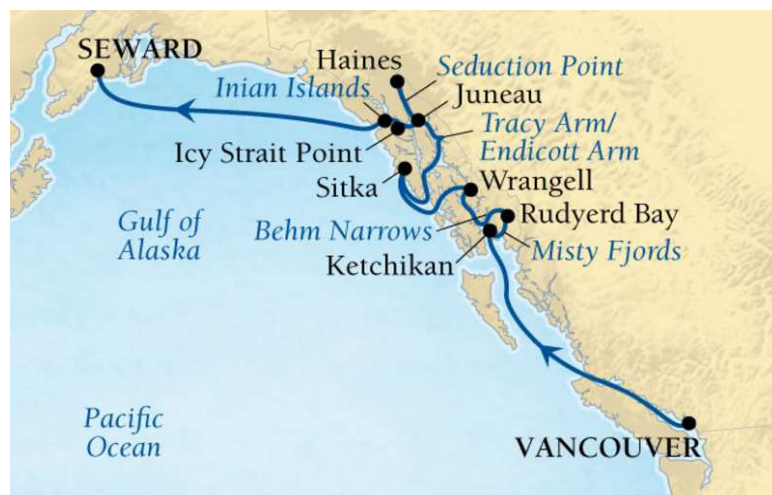 SEWARD
Haines
Seduction Point
Inian Islands
Juneau
Tracy Arm/
Endicott Arm
Icy Strait Point
Sitka
Wrangell
Gulf of
Alaska
Behm Narrows
Rudyerd Bay
Misty Fjords
Ketchikan
Pacific
Ocean
VANCOUVER